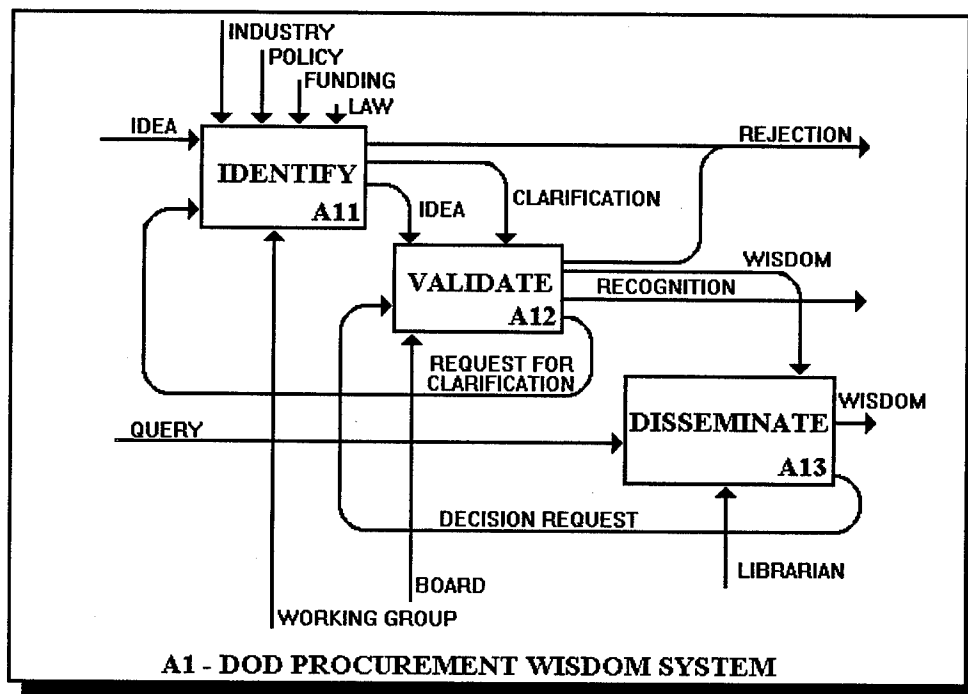 INDUSTRY
POLICY
FUNDING
LAW
IDEA
REJECTION
IDENTIFY
A11
CLARIFICATION
IDEA
WISDOM
VALIDATE
RECOGNITION
A12
REQUEST FOR
CLARIFICATION
WISDOM
DISSEMINATE
QUERY
A13
DECISION REQUEST
LIBRARIAN
BOARD
WORKING GROUP
A1 - DOD PROCUREMENT WISDOM SYSTEM